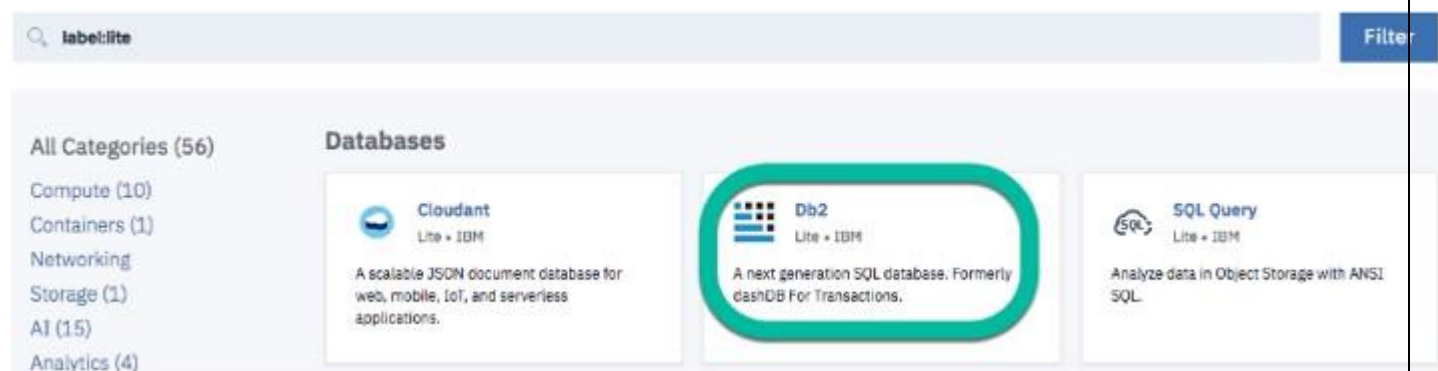 label:lite
Filter
All Categories (56)
Compute (10)
Containers (1)
Networking
Storage (1)
AI (15)
Analytics (4)
Databases
Cloudant
Lite • IBM
A scalable JSON document database for
web, mobile, IoT, and serverless
applications.
Db2
Lite • IBM
A next generation SQL database. Formerly
dashDB For Transactions.
SQL
SQL Query
Lite • IBM
Analyze data in Object Storage with ANSI
SQL.